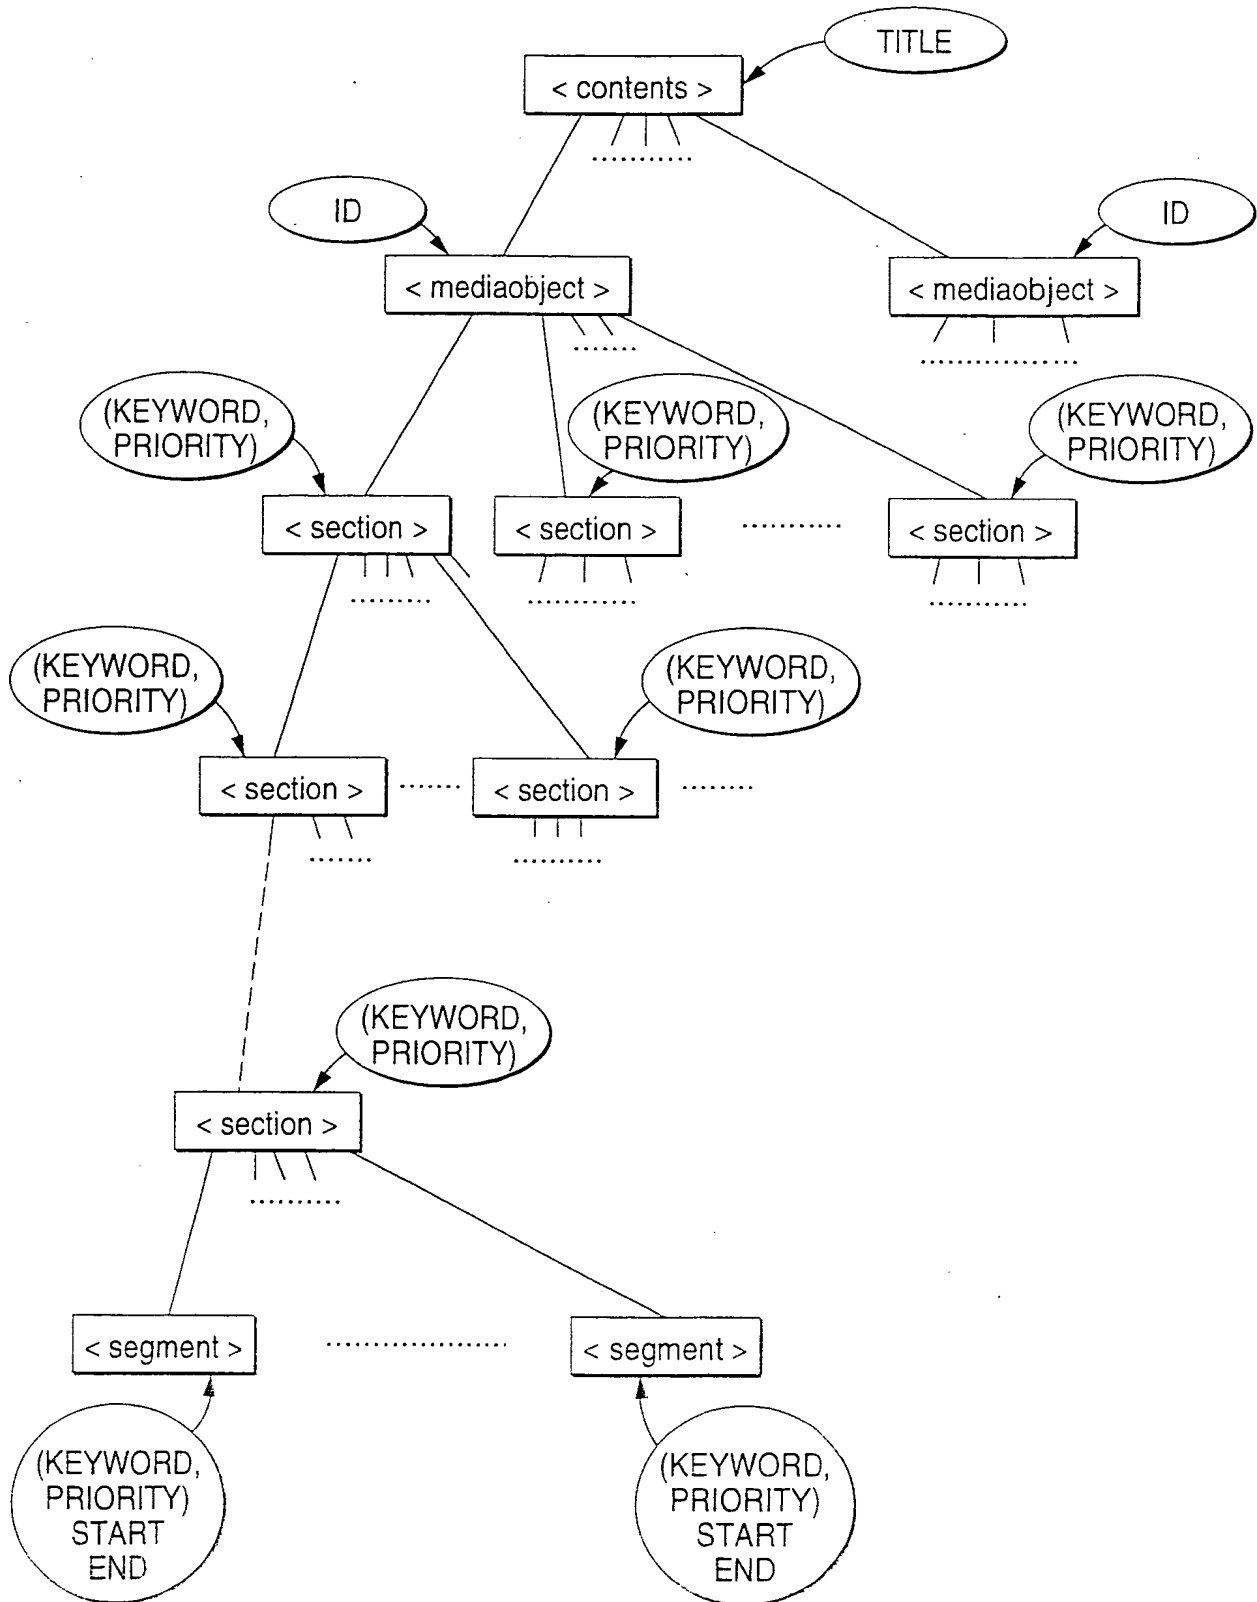 TITLE
< contents >
ID
ID
< mediaobject >
< mediaobject >
(KEYWORD,
PRIORITY)
(KEYWORD,
PRIORITY)
(KEYWORD,
PRIORITY)
< section >
< section >
< section >
(KEYWORD,
PRIORITY)
(KEYWORD,
PRIORITY)
< section >
< section >
(KEYWORD,
PRIORITY)
< section >
< segment >
< segment >
(KEYWORD,
PRIORITY)
START
END
(KEYWORD,
PRIORITY)
START
END